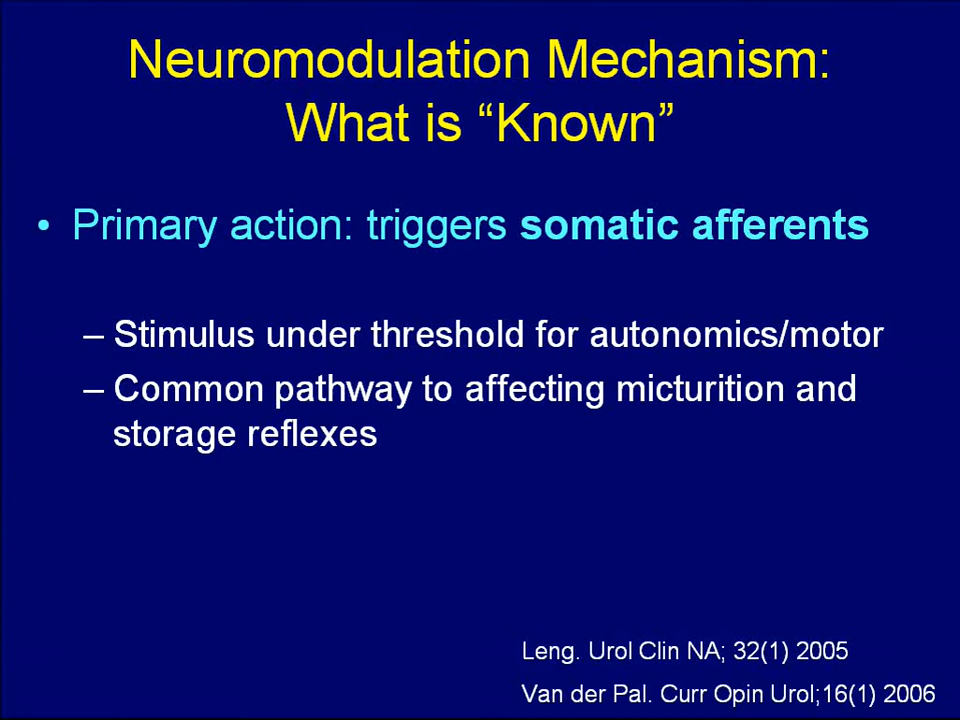 Neuromodulation Mechanism:
What is “Known”
• Primary action: triggers somatic afferents
– Stimulus under threshold for autonomics/motor
– Common pathway to affecting micturition and
storage reflexes
Leng. Urol Clin NA; 32(1) 2005
Van der Pal. Curr Opin Urol;16(1) 2006